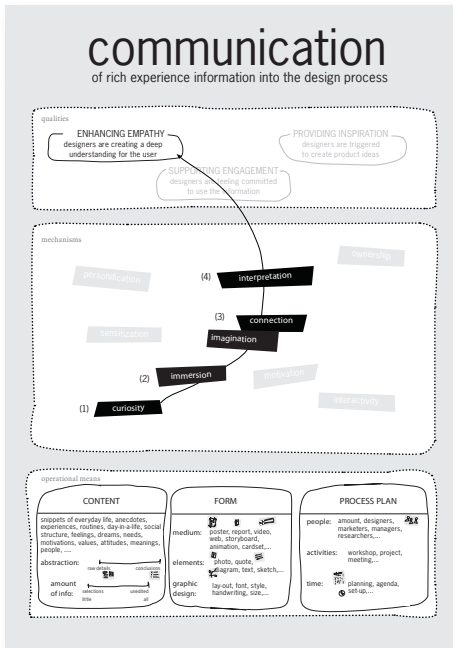 communication
of rich experience information into the design process
qualities
ENHANCING EMPATHY
designers are creating a deep
understanding for the user
PROVIDING INSPIRATION
designers are triggered
to create product ideas
SUPPORTING ENGAGEMENT
designers are feeling committed
to use the information
mechanisms
ownership
personification
(4) interpretation
(3) connection
sensitization
imagination
(2) immersion
motivation
interactivity
(1) curiosity
operational means
CONTENT
snippets of everyday life, anecdotes,
experiences, routines, day-in-a-life, social
structure, feelings, dreams, needs,
motivations, values, attitudes, meanings,
people, ....
abstraction:
raw details conclusions
amount
of info:
selections unedited
little all
FORM
medium: poster, report, video,
web, storyboard,
animation, cardset,...
elements: photo, quote,
diagram, text, sketch,...
graphic
design: lay-out, font, style,
handwriting, size,...
PROCESS PLAN
people: amount, designers,
marketers, managers,
researchers,...
activities: workshop, project,
meeting,...
time: planning, agenda,
set-up,...